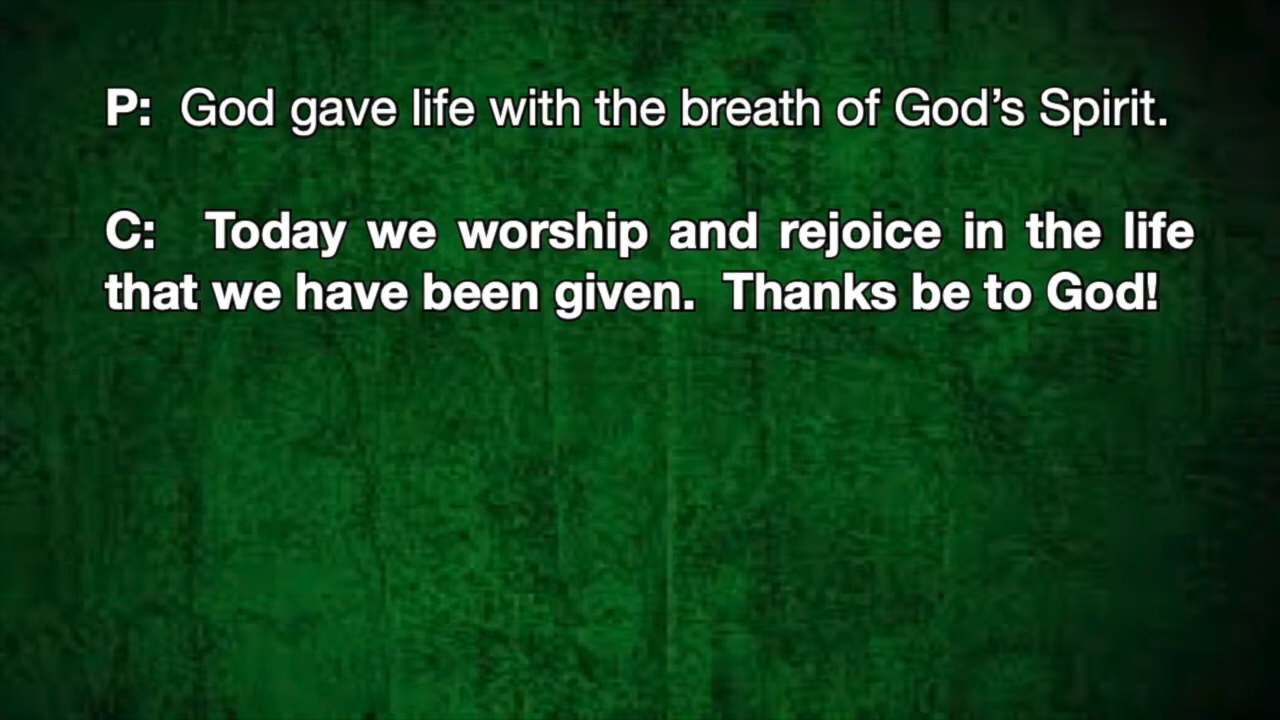 P: God gave life with the breath of God’s Spirit.
C: Today we worship and rejoice in the life
that we have been given. Thanks be to God!